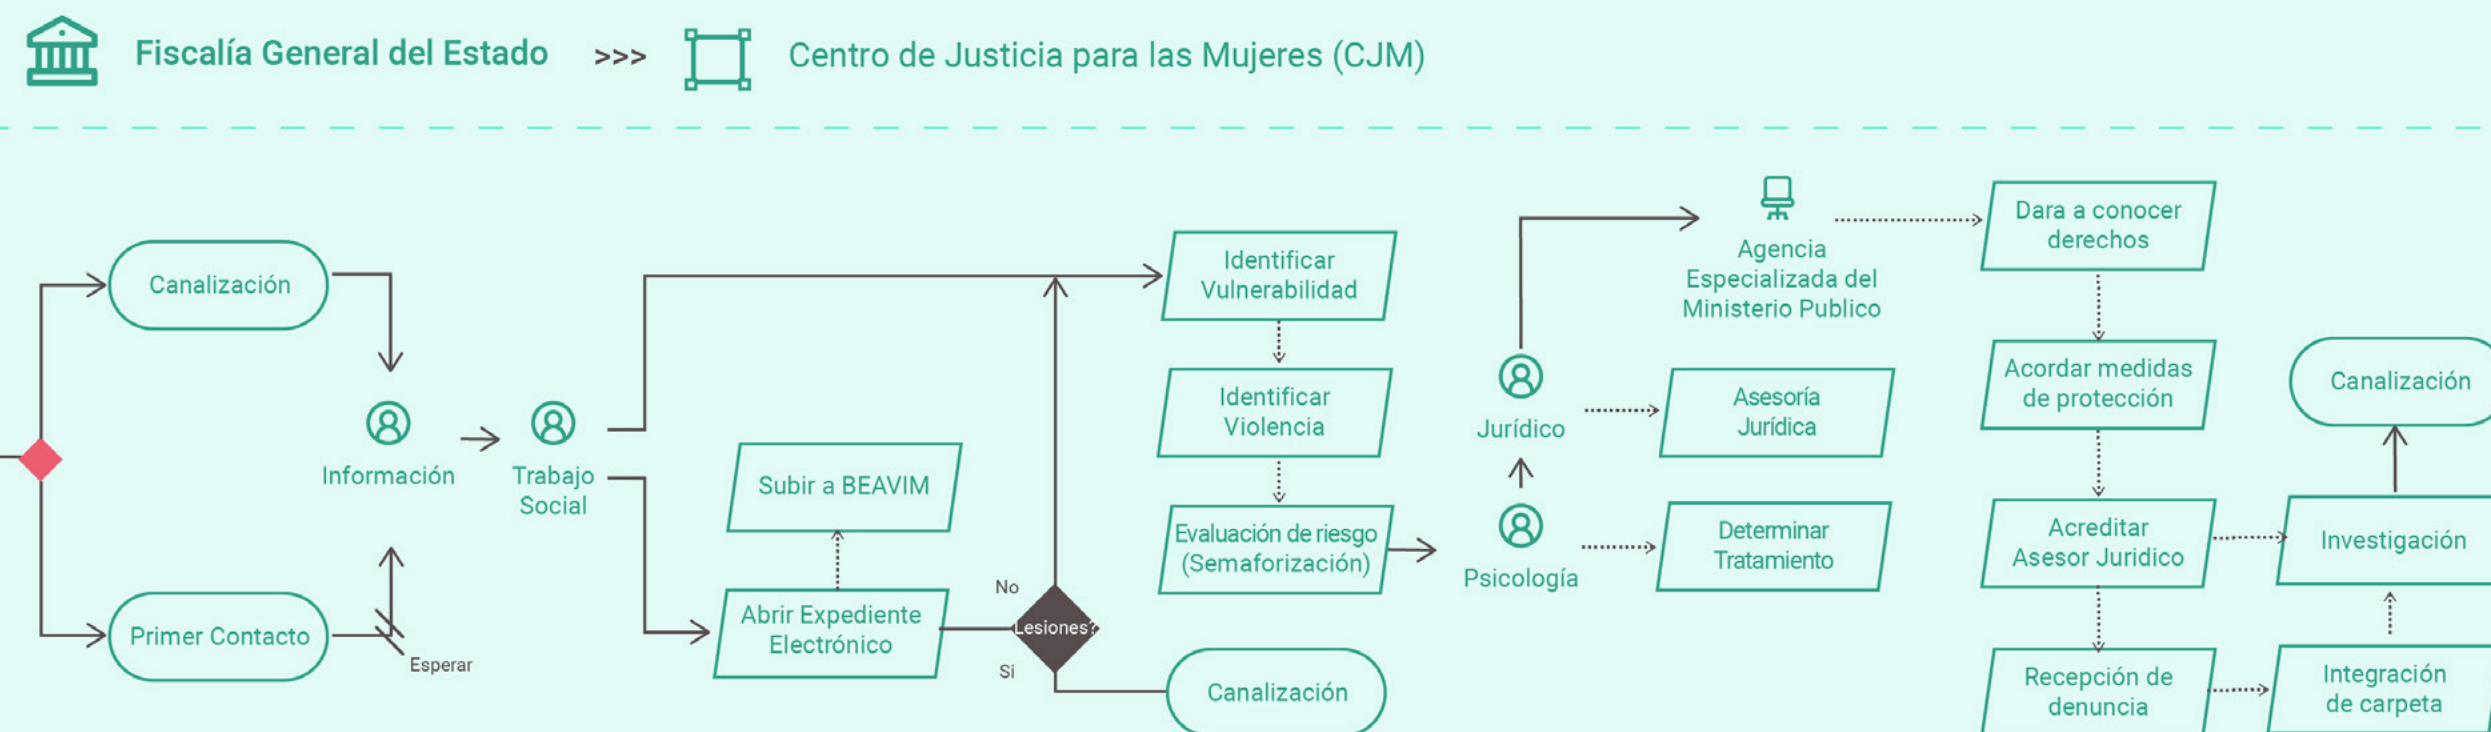 Fiscalía General del Estado
>>>
Centro de Justicia para las Mujeres (CJM)
Canalización
Primer Contacto
Esperar
Información
Trabajo
Social
Subir a BEAVIM
Abrir Expediente
Electrónico
No
Lesiones?
Si
Canalización
Identificar
Vulnerabilidad
Identificar
Violencia
Evaluación de riesgo
(Semaforización)
Jurídico
Psicología
Agencia
Especializada del
Ministerio Publico
Asesoría
Jurídica
Determinar
Tratamiento
Dara a conocer
derechos
Acordar medidas
de protección
Acreditar
Asesor Juridico
Recepción de
denuncia
Canalización
Investigación
Integración
de carpeta